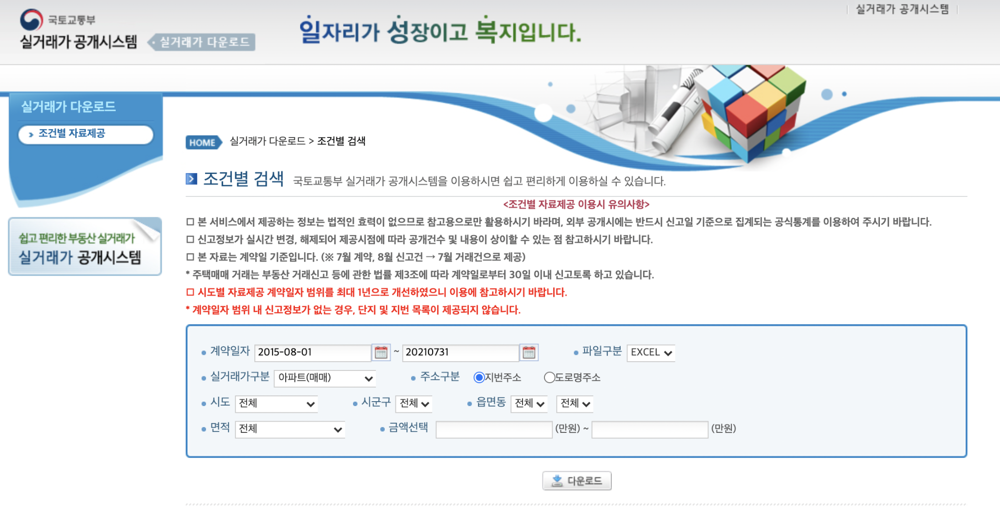 실거래가 공개시스템
국토교통부
실거래가 공개시스템
실거래가 다운로드
일자리가 성장이고 복지입니다.
실거래가 다운로드
조건별 자료제공
쉽고 편리한 부동산 실거래가
실거래가 공개시스템
HOME 실거래가 다운로드 > 조건별 검색
조건별 검색 국토교통부 실거래가 공개시스템을 이용하시면 쉽고 편리하게 이용하실 수 있습니다.
<조건별 자료제공 이용시 유의사항>
□ 본 서비스에서 제공하는 정보는 법적인 효력이 없으므로 참고용으로만 활용하시기 바라며, 외부 공개시에는 반드시 신고일 기준으로 집계되는 공식통계를 이용하여 주시기 바랍니다.
□ 신고정보가 실시간 변경, 해제되어 제공시점에 따라 공개건수 및 내용이 상이할 수 있는 점 참고하시기 바랍니다.
□ 본 자료는 계약일 기준입니다. (※ 7월 계약, 8월 신고건 → 7월 거래건으로 제공)
* 주택매매 거래는 부동산 거래신고 등에 관한 법률 제3조에 따라 계약일로부터 30일 이내 신고토록 하고 있습니다.
□ 시도별 자료제공 계약일자 범위를 최대 1년으로 개선하였으니 이용에 참고하시기 바랍니다.
* 계약일자 범위 내 신고정보가 없는 경우, 단지 및 지번 목록이 제공되지 않습니다.
계약일자 2015-08-01 ~ 20210731 파일구분 EXCEL
실거래가구분 아파트(매매) 주소구분 지번주소 도로명주소
시도 전체 시군구 전체 읍면동 전체 전체
면적 전체 금액선택 (만원) ~ (만원)
다운로드